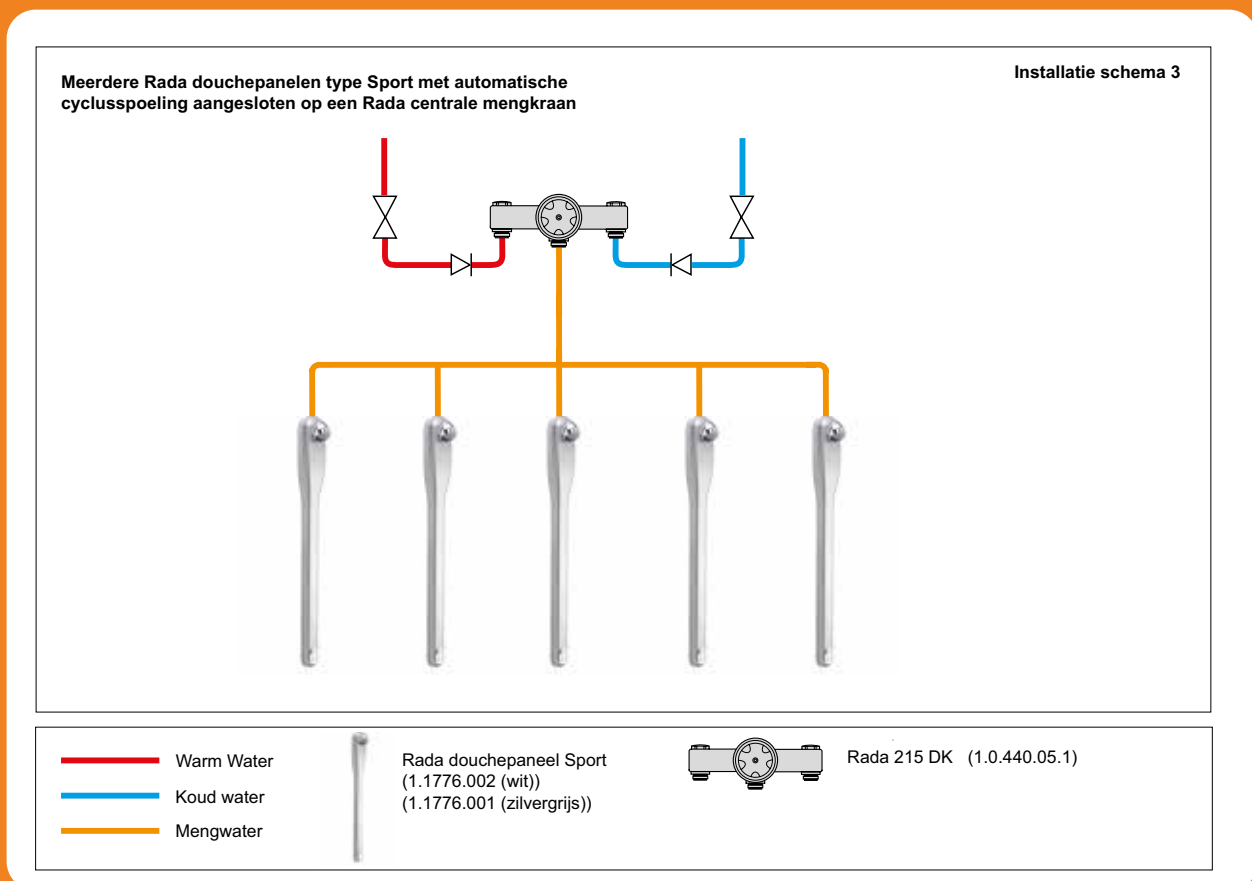 Meerdere Rada douchepanelen type Sport met automatische
cyclusspoeling aangesloten op een Rada centrale mengkraan
Installatie schema 3
Warm Water
Koud water
Mengwater
Rada douchepaneel Sport
(1.1776.002 (wit))
(1.1776.001 (zilvergrijs))
Rada 215 DK (1.0.440.05.1)